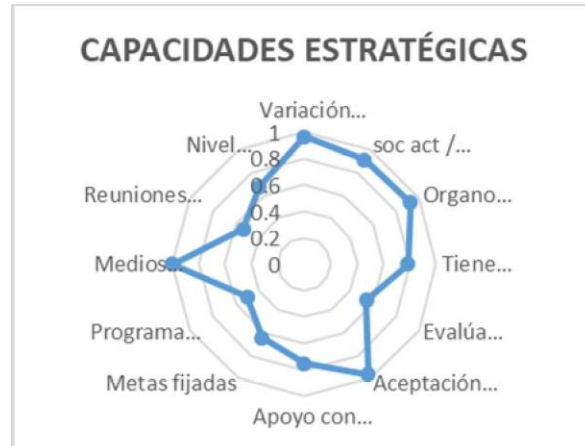 CAPACIDADES ESTRATÉGICAS
Variación...
soc act /...
Organo...
Tiene...
Evalúa...
Aceptación...
Apoyo con...
Metas fijadas
Programa...
Medios...
Reuniones...
Nivel...
1
0.8
0.6
0.4
0.2
0